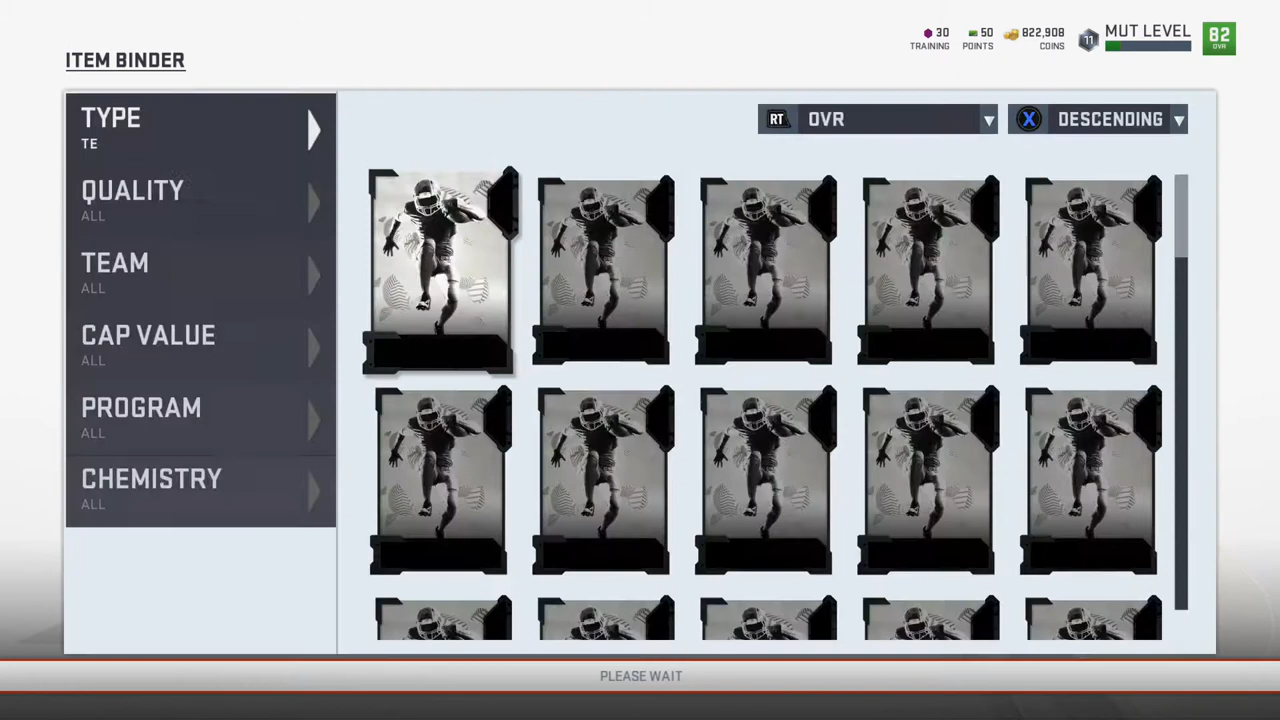 ITEM BINDER
30
TRAINING
50
POINTS
822,908
COINS
11
MUT LEVEL
82
OVR
TYPE
TE
QUALITY
ALL
TEAM
ALL
CAP VALUE
ALL
PROGRAM
ALL
CHEMISTRY
ALL
RT OVR
X DESCENDING
PLEASE WAIT